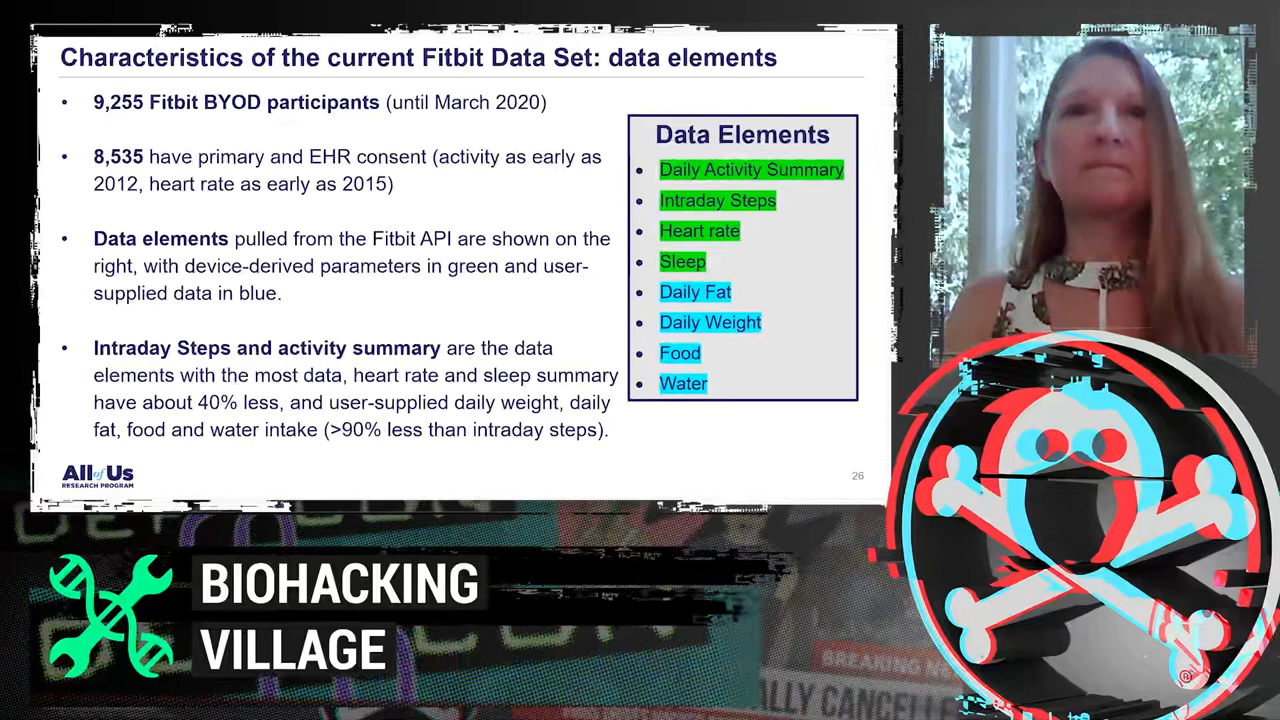 Characteristics of the current Fitbit Data Set: data elements
• 9,255 Fitbit BYOD participants (until March 2020)
• 8,535 have primary and EHR consent (activity as early as
2012, heart rate as early as 2015)
• Data elements pulled from the Fitbit API are shown on the
right, with device-derived parameters in green and user-
supplied data in blue.
• Intraday Steps and activity summary are the data
elements with the most data, heart rate and sleep summary
have about 40% less, and user-supplied daily weight, daily
fat, food and water intake (>90% less than intraday steps).
Data Elements
• Daily Activity Summary
• Intraday Steps
• Heart rate
• Sleep
• Daily Fat
• Daily Weight
• Food
• Water
All of Us
RESEARCH PROGRAM
26
BIOHACKING
VILLAGE
BREAKING NE
ALLY CANCELLE
®